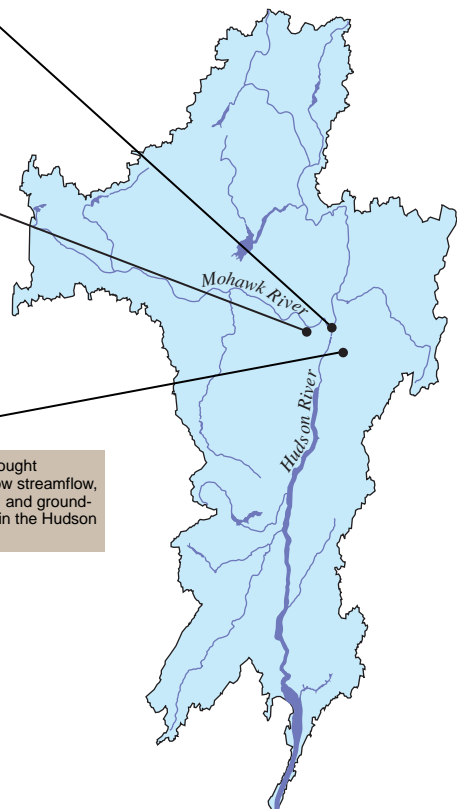 Mohawk River
Hudson River
ought
ow streamflow,
and ground-
in the Hudson